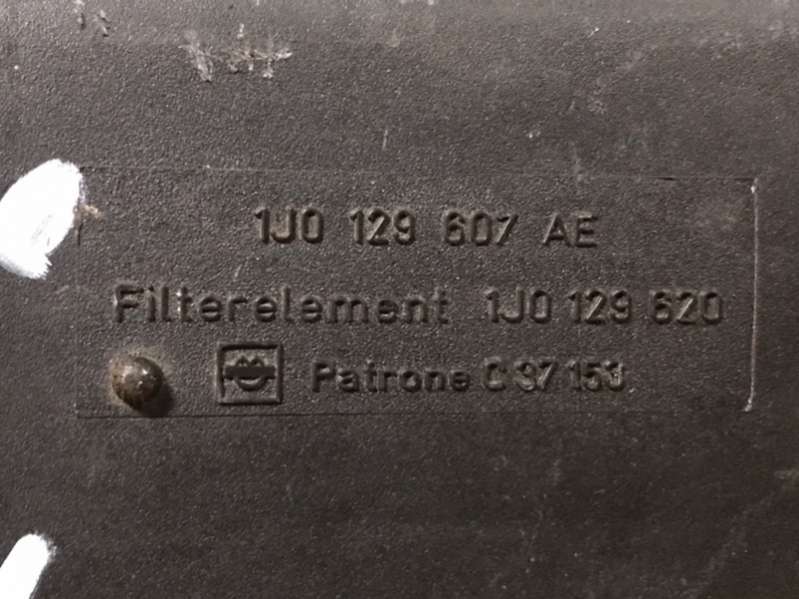 1J0 129 607 AE
Filterelement 1J0 129 620
Patrone C 37 153